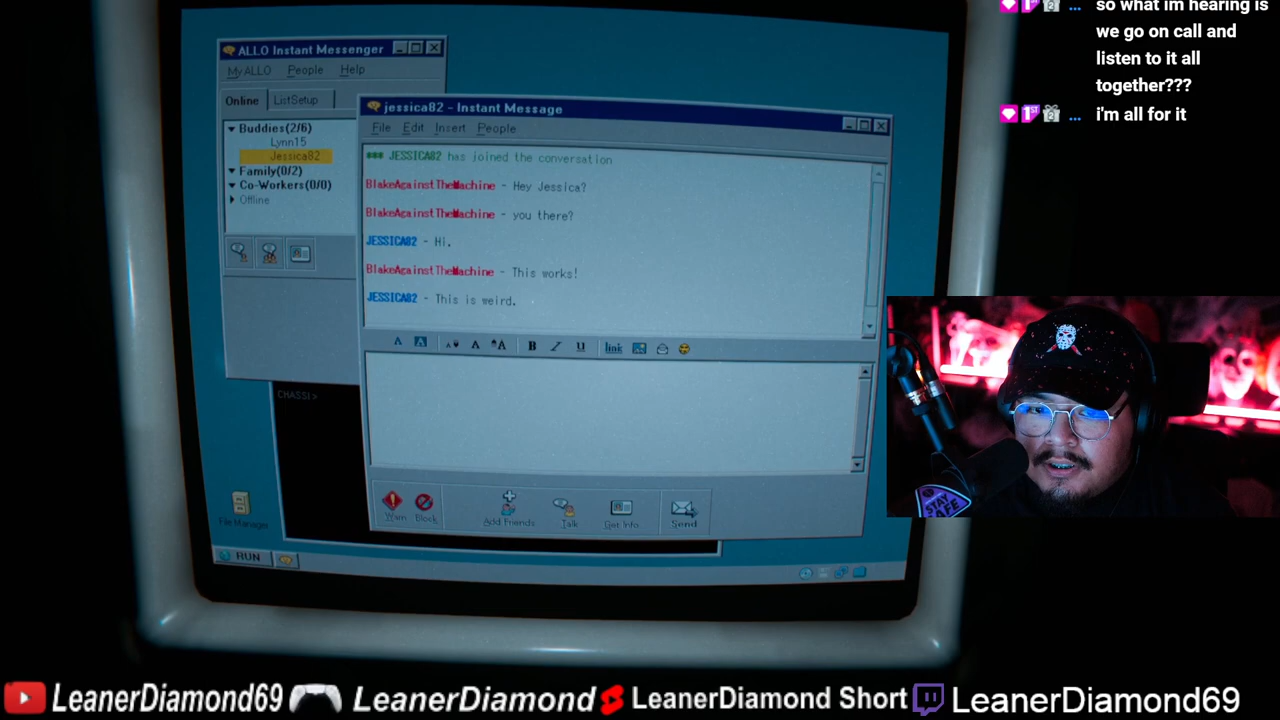 so what im hearing is
we go on call and
listen to it all
together???
... i'm all for it
ALLO Instant Messenger
My ALLO People Help
Online ListSetup
Buddies(2/6)
Lynn15
Jessica82
Family(0/2)
Co-Workers(0/0)
Offline
jessica82 - Instant Message
File Edit Insert People
*** JESSICA82 has joined the conversation
BlakeAgainstTheMachine - Hey Jessica?
BlakeAgainstTheMachine - you there?
JESSICA82 - Hi.
BlakeAgainstTheMachine - This works!
JESSICA82 - This is weird.
B I U link
CHASSI>
Warn Block Add Friends Talk Get Info Send
File Manager
RUN
STAY SAFE
LeanerDiamond69 LeanerDiamond LeanerDiamond Short LeanerDiamond69